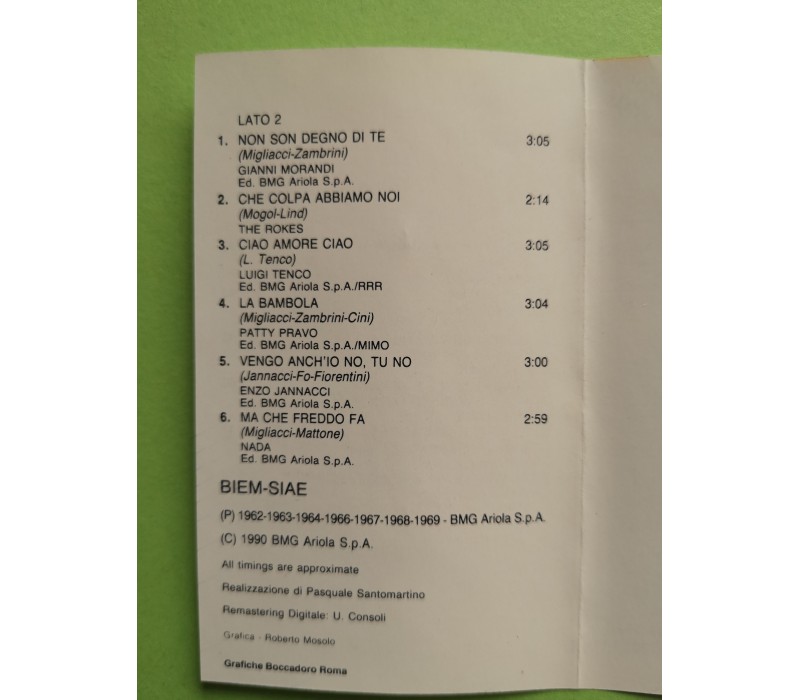 LATO 2
1. NON SON DEGNO DI TE 3:05
(Migliacci-Zambrini)
GIANNI MORANDI
Ed. BMG Ariola S.p.A.
2. CHE COLPA ABBIAMO NOI 2:14
(Mogol-Lind)
THE ROKES
3. CIAO AMORE CIAO 3:05
(L. Tenco)
LUIGI TENCO
Ed. BMG Ariola S.p.A./RRR
4. LA BAMBOLA 3:04
(Migliacci-Zambrini-Cini)
PATTY PRAVO
Ed. BMG Ariola S.p.A./MIMO
5. VENGO ANCH'IO NO, TU NO 3:00
(Jannacci-Fo-Fiorentini)
ENZO JANNACCI
Ed. BMG Ariola S.p.A.
6. MA CHE FREDDO FA 2:59
(Migliacci-Mattone)
NADA
Ed. BMG Ariola S.p.A.
BIEM-SIAE
(P) 1962-1963-1964-1966-1967-1968-1969 - BMG Ariola S.p.A.
(C) 1990 BMG Ariola S.p.A.
All timings are approximate
Realizzazione di Pasquale Santomartino
Remastering Digitale: U. Consoli
Grafica - Roberto Mosolo
Grafiche Boccadoro Roma